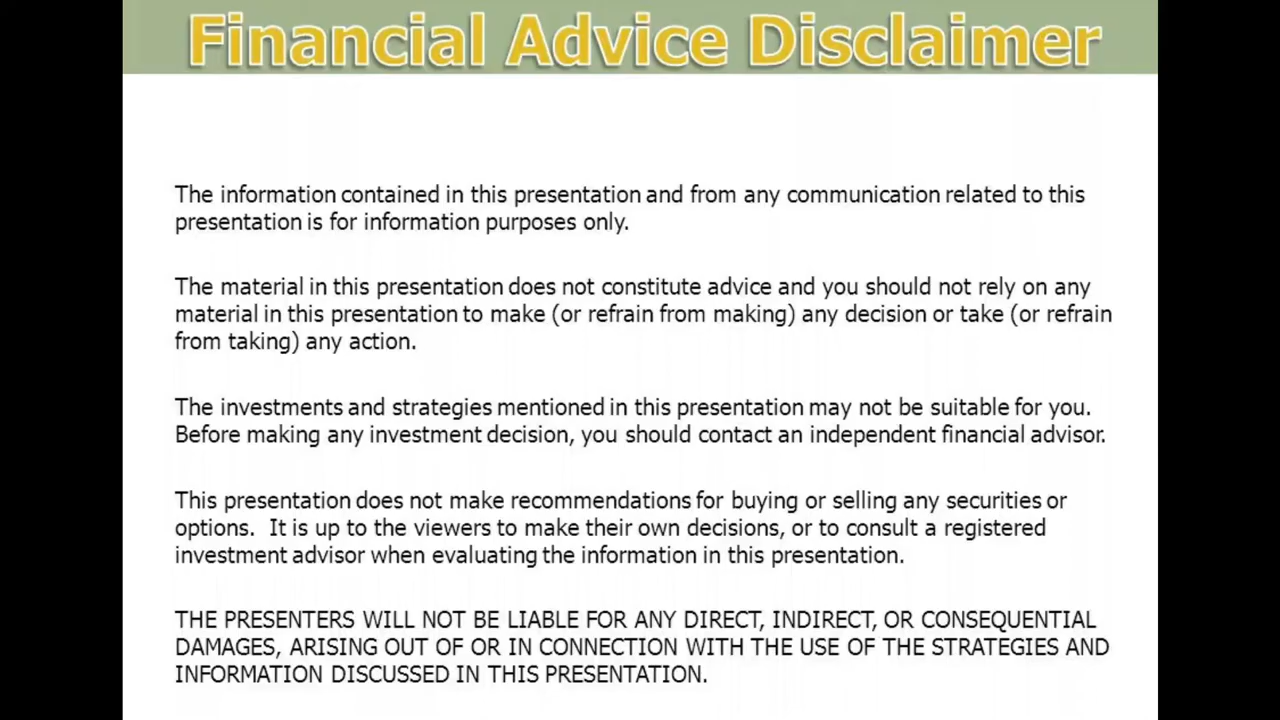 Financial Advice Disclaimer
The information contained in this presentation and from any communication related to this
presentation is for information purposes only.
The material in this presentation does not constitute advice and you should not rely on any
material in this presentation to make (or refrain from making) any decision or take (or refrain
from taking) any action.
The investments and strategies mentioned in this presentation may not be suitable for you.
Before making any investment decision, you should contact an independent financial advisor.
This presentation does not make recommendations for buying or selling any securities or
options.  It is up to the viewers to make their own decisions, or to consult a registered
investment advisor when evaluating the information in this presentation.
THE PRESENTERS WILL NOT BE LIABLE FOR ANY DIRECT, INDIRECT, OR CONSEQUENTIAL
DAMAGES, ARISING OUT OF OR IN CONNECTION WITH THE USE OF THE STRATEGIES AND
INFORMATION DISCUSSED IN THIS PRESENTATION.